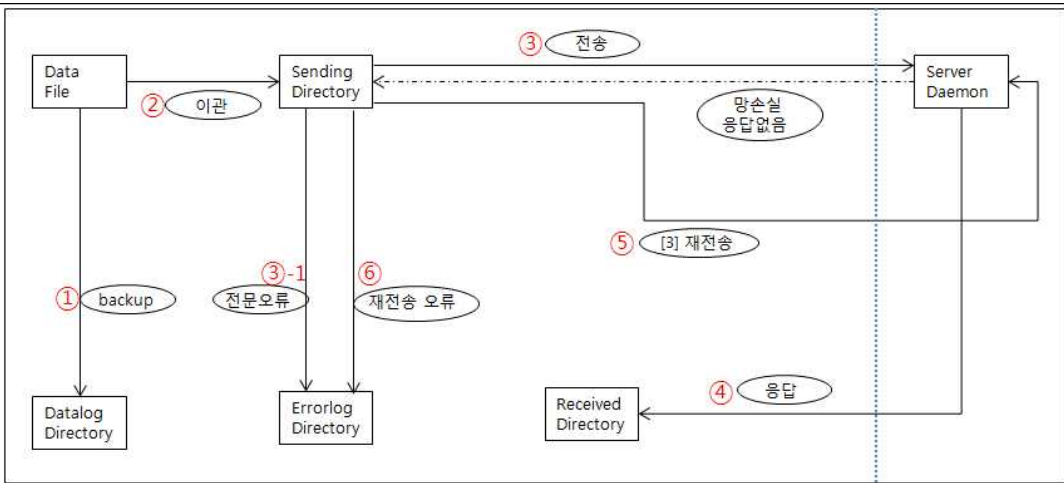 ③ 전송
Data
File
Sending
Directory
Server
Daemon
② 이관
망손실
응답없음
⑤ [3] 재전송
① backup
③-1
전문오류
⑥
재전송 오류
④ 응답
Datalog
Directory
Errorlog
Directory
Received
Directory